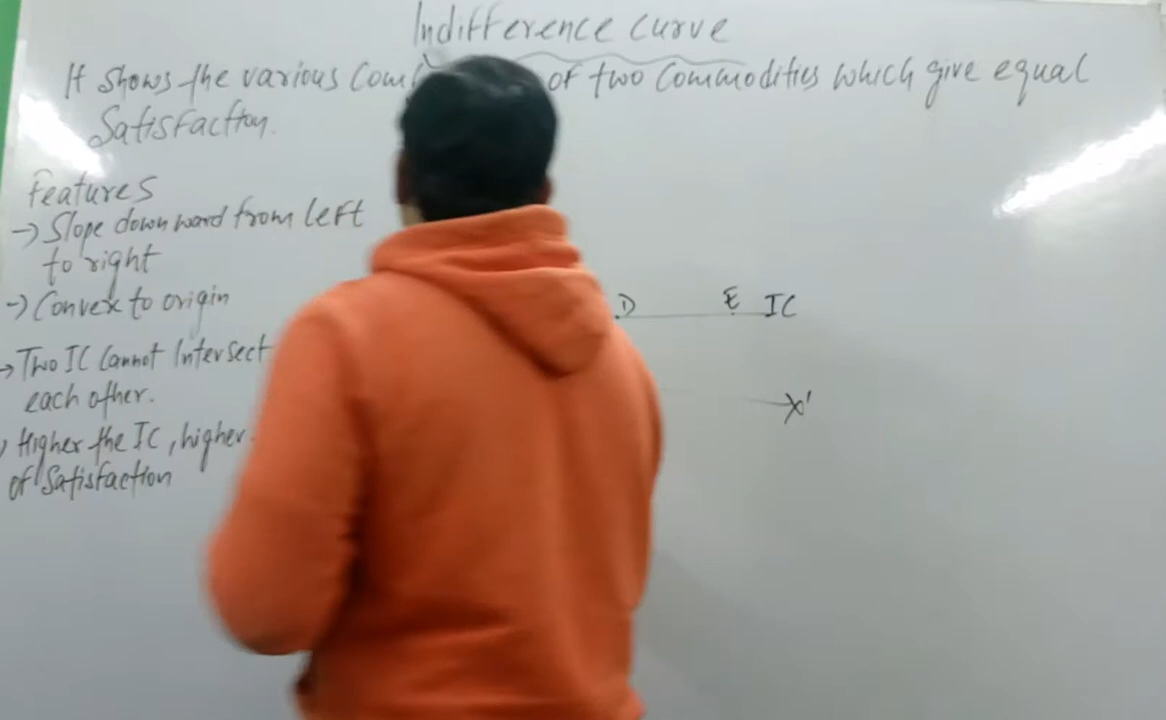 Indifference Curve
It shows the various of two Commodities which give equal
Satisfaction.
Features
→ Slope downward from left
to right
→ Convex to origin
→ Two IC Cannot Intersect
each other.
Higher the IC, higher
of Satisfaction
D E IC
X'